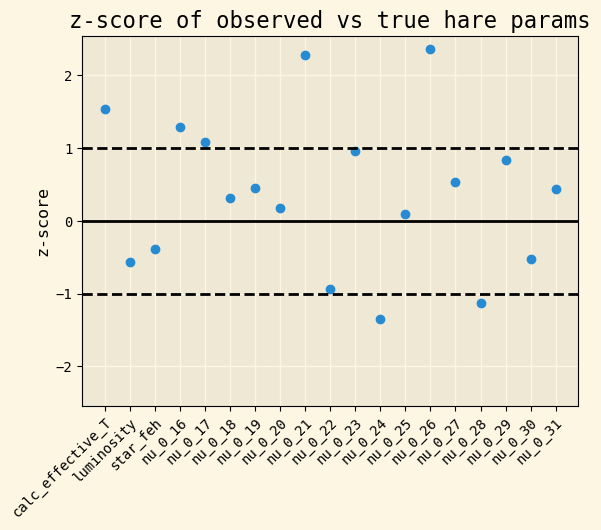 z-score of observed vs true hare params
z-score
2
1
0
−1
−2
calc_effective_T
luminosity
star_feh
nu_0_16
nu_0_17
nu_0_18
nu_0_19
nu_0_20
nu_0_21
nu_0_22
nu_0_23
nu_0_24
nu_0_25
nu_0_26
nu_0_27
nu_0_28
nu_0_29
nu_0_30
nu_0_31